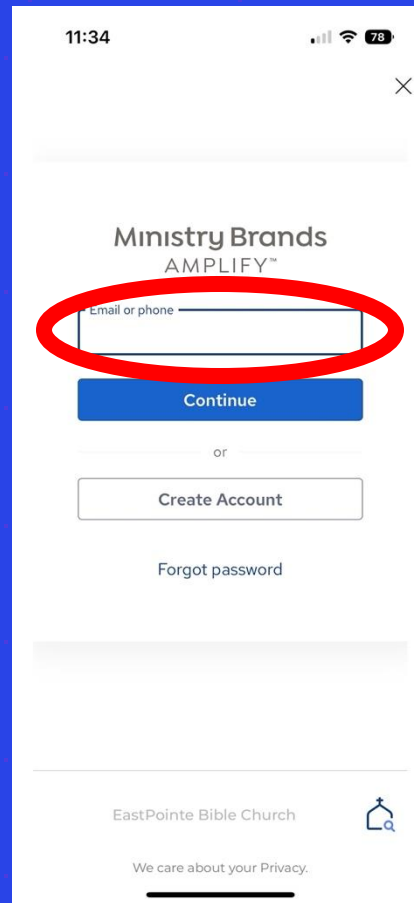 11:34
78
Ministry Brands
AMPLIFY™
Email or phone
Continue
or
Create Account
Forgot password
EastPointe Bible Church
We care about your Privacy.